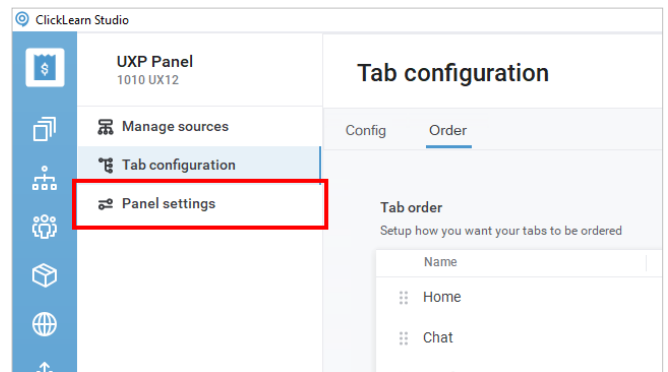 ClickLearn Studio
UXP Panel
1010 UX12
Manage sources
Tab configuration
Panel settings
Tab configuration
Config Order
Tab order
Setup how you want your tabs to be ordered
Name
Home
Chat